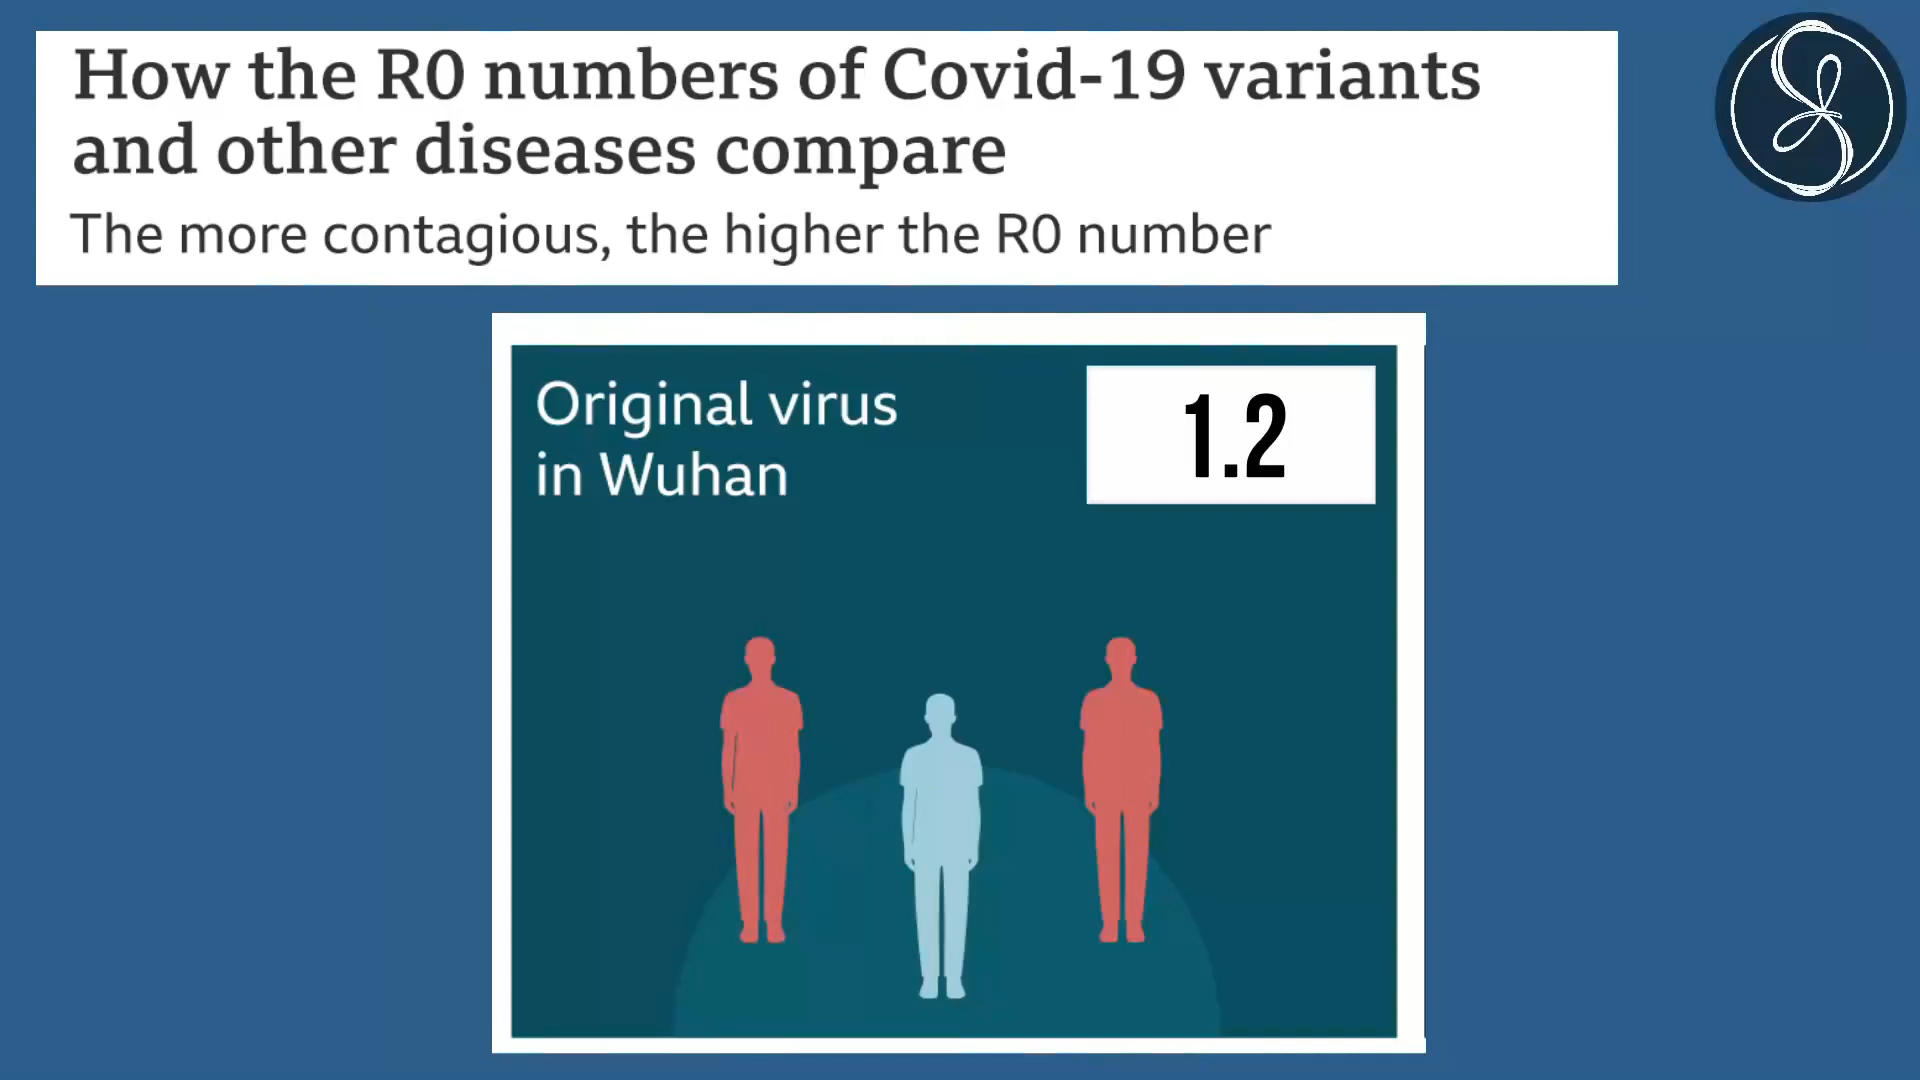 How the R0 numbers of Covid-19 variants
and other diseases compare
The more contagious, the higher the R0 number
Original virus
in Wuhan
1.2